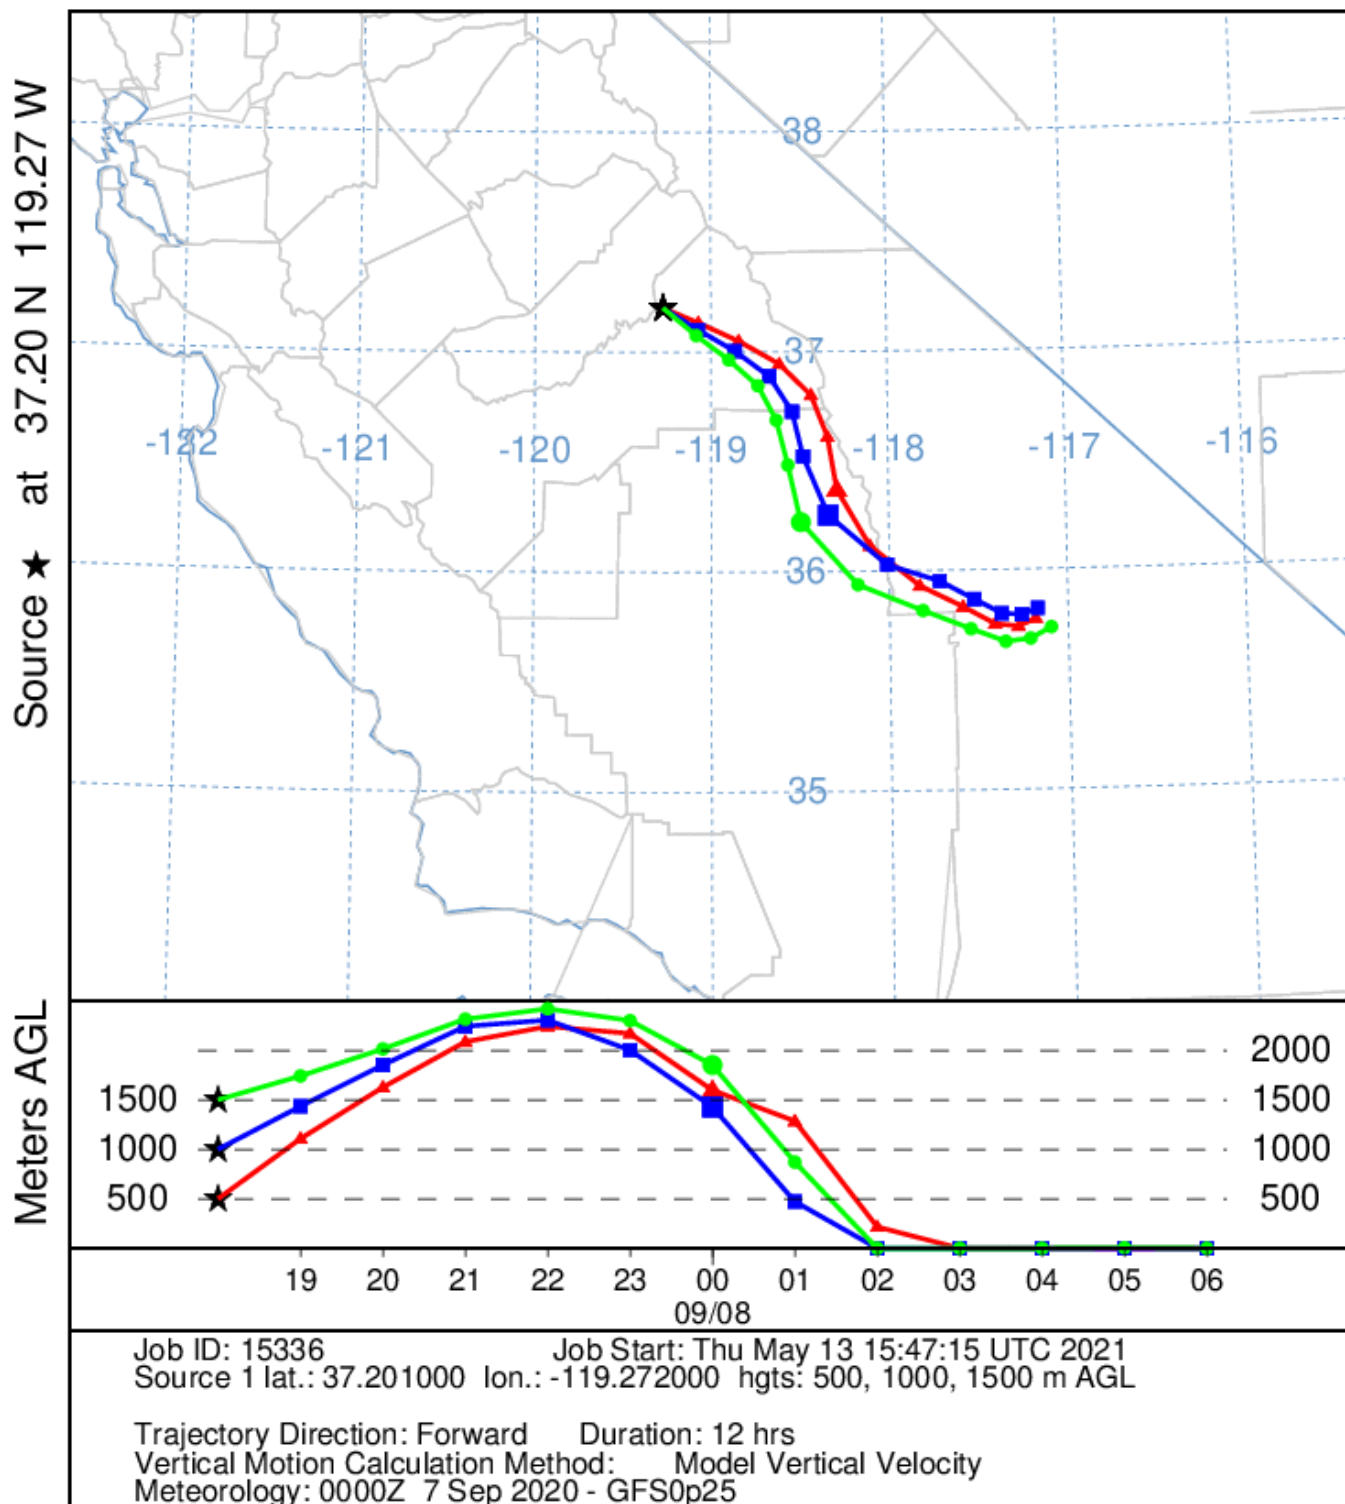 Source ★ at 37.20 N 119.27 W
38
37
-122 -121 -120 -119 -118 -117 -116
36
35
Meters AGL
2000
1500 1500
1000 1000
500 500
19 20 21 22 23 00 01 02 03 04 05 06
09/08
Job ID: 15336 Job Start: Thu May 13 15:47:15 UTC 2021
Source 1 lat.: 37.201000 lon.: -119.272000 hgts: 500, 1000, 1500 m AGL
Trajectory Direction: Forward Duration: 12 hrs
Vertical Motion Calculation Method: Model Vertical Velocity
Meteorology: 0000Z 7 Sep 2020 - GFS0p25